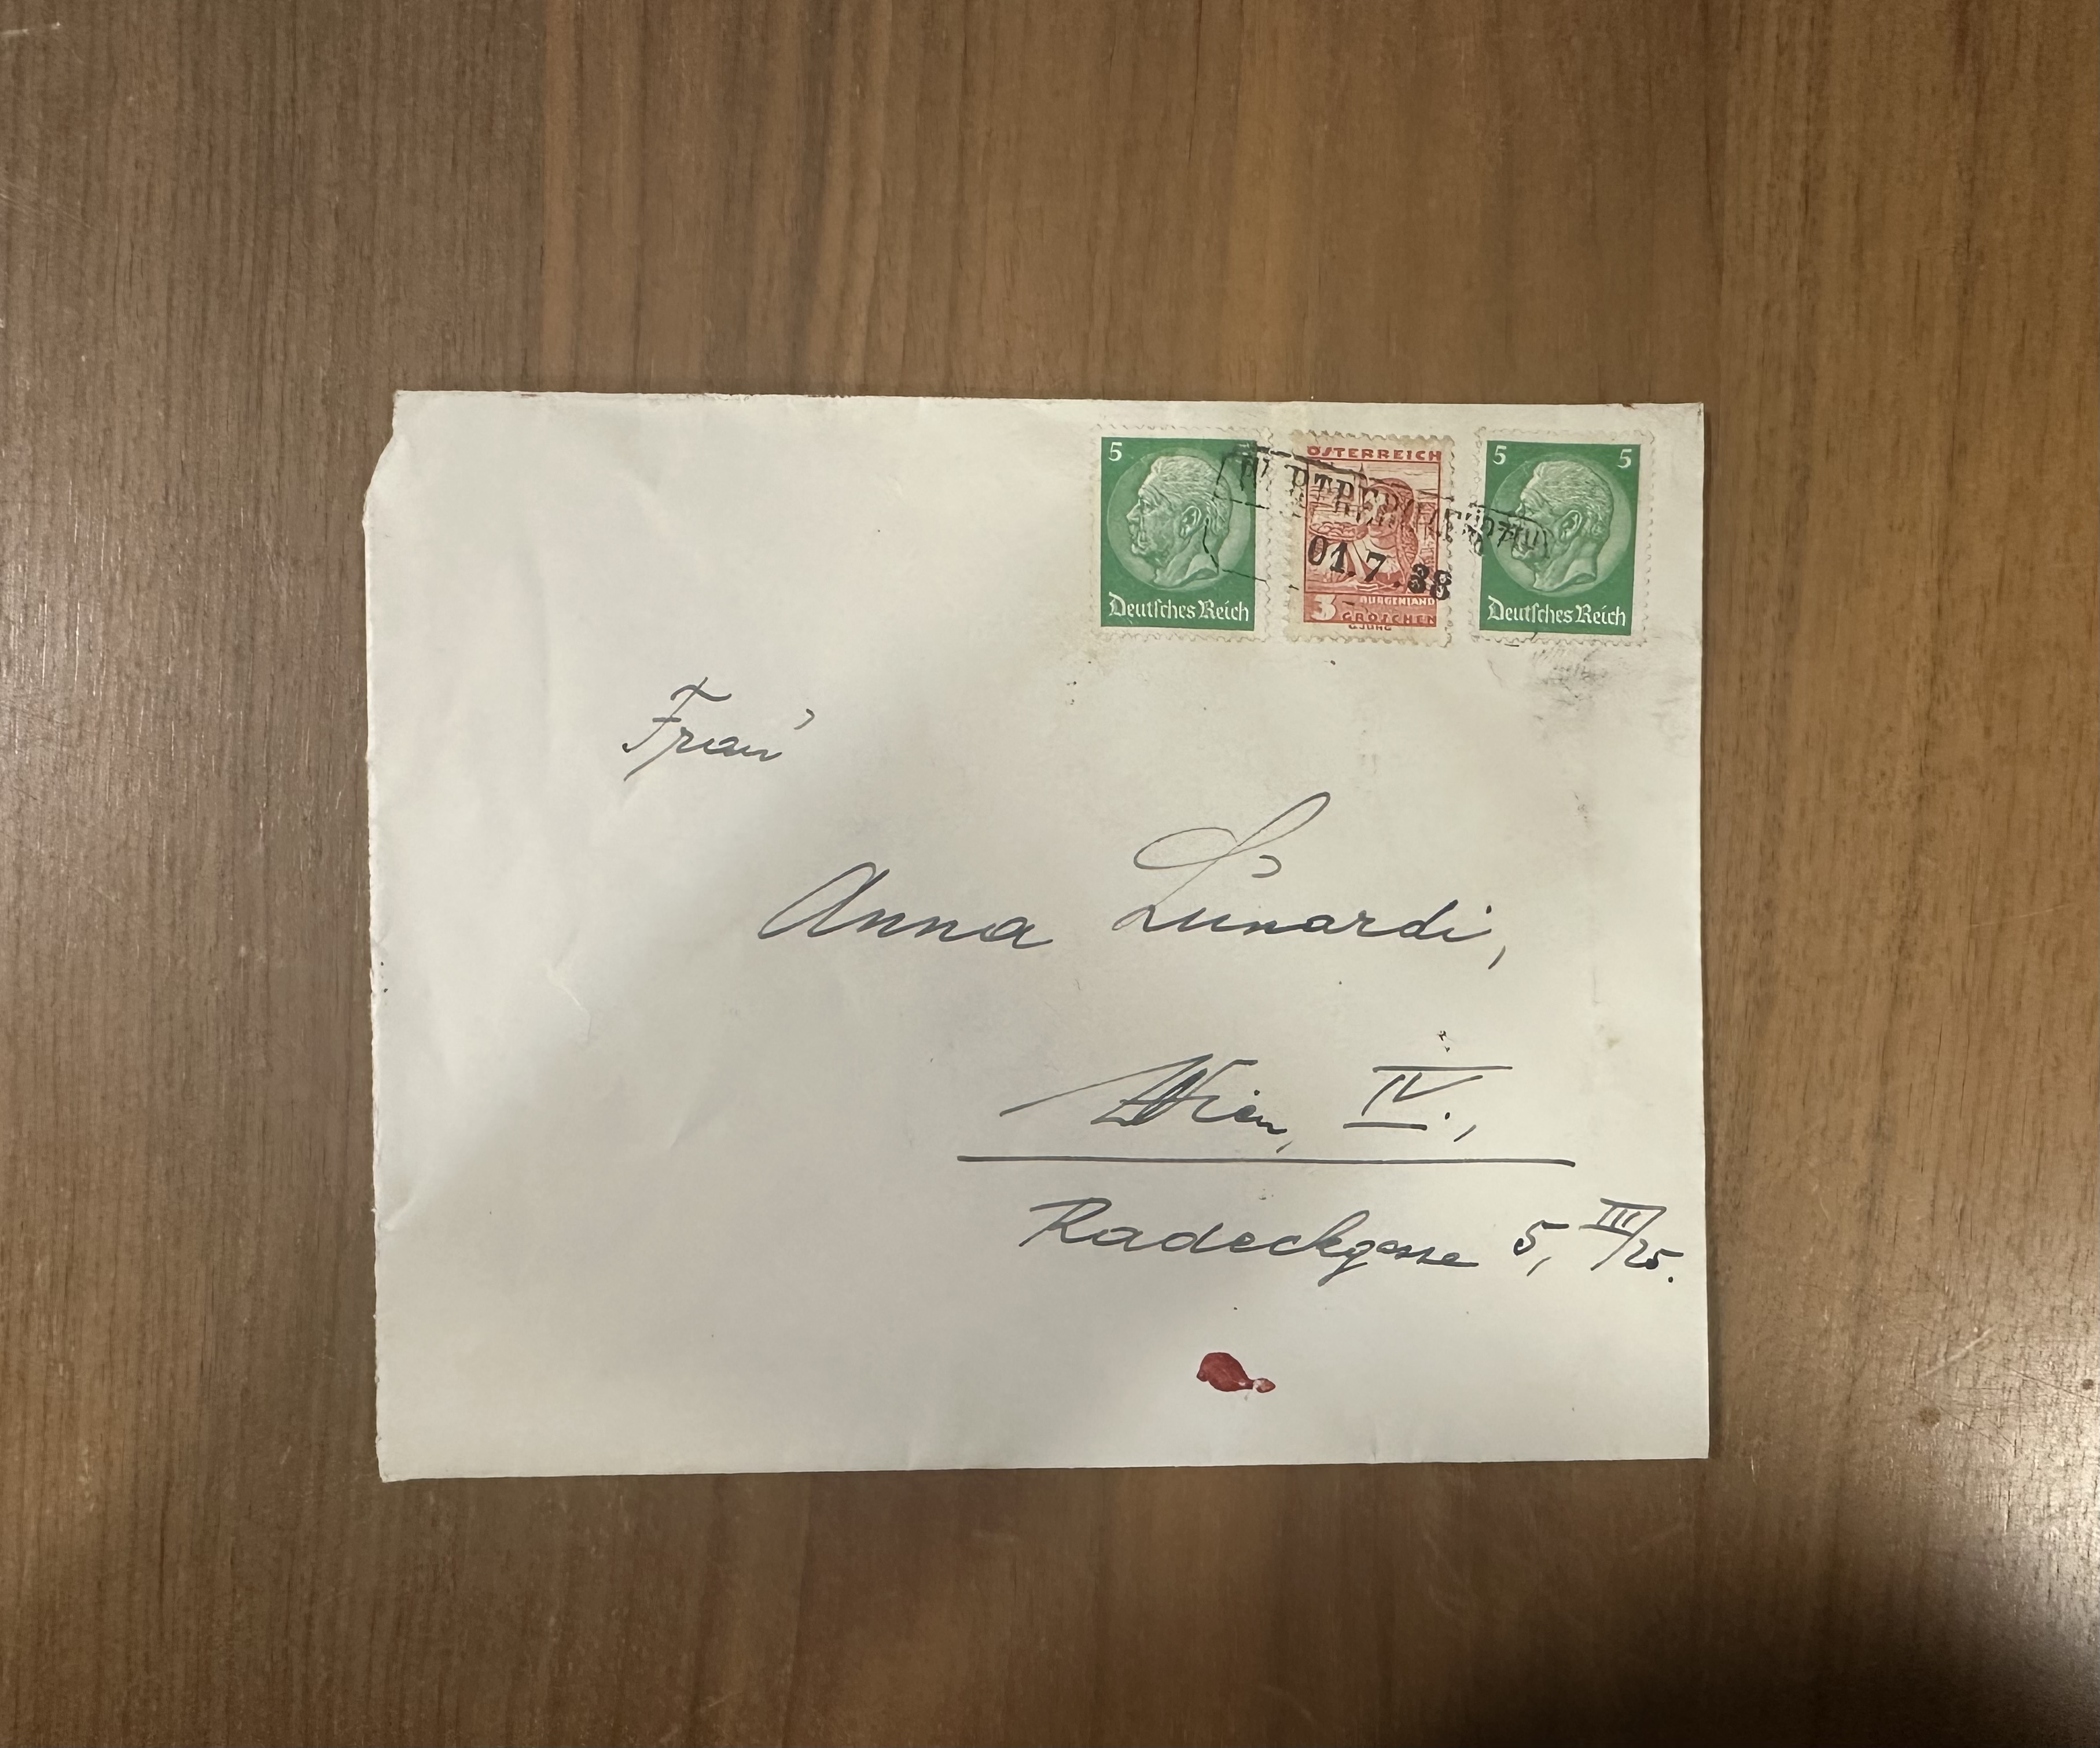 5
Deutsches Reich
ÖSTERREICH
01.7.38
BURGENLAND
3 GROSCHEN
G. JUNG
5 5
Deutsches Reich
Frau
Anna Lunardi,
Wien, IV.,
Radeckgasse 5, III/25.